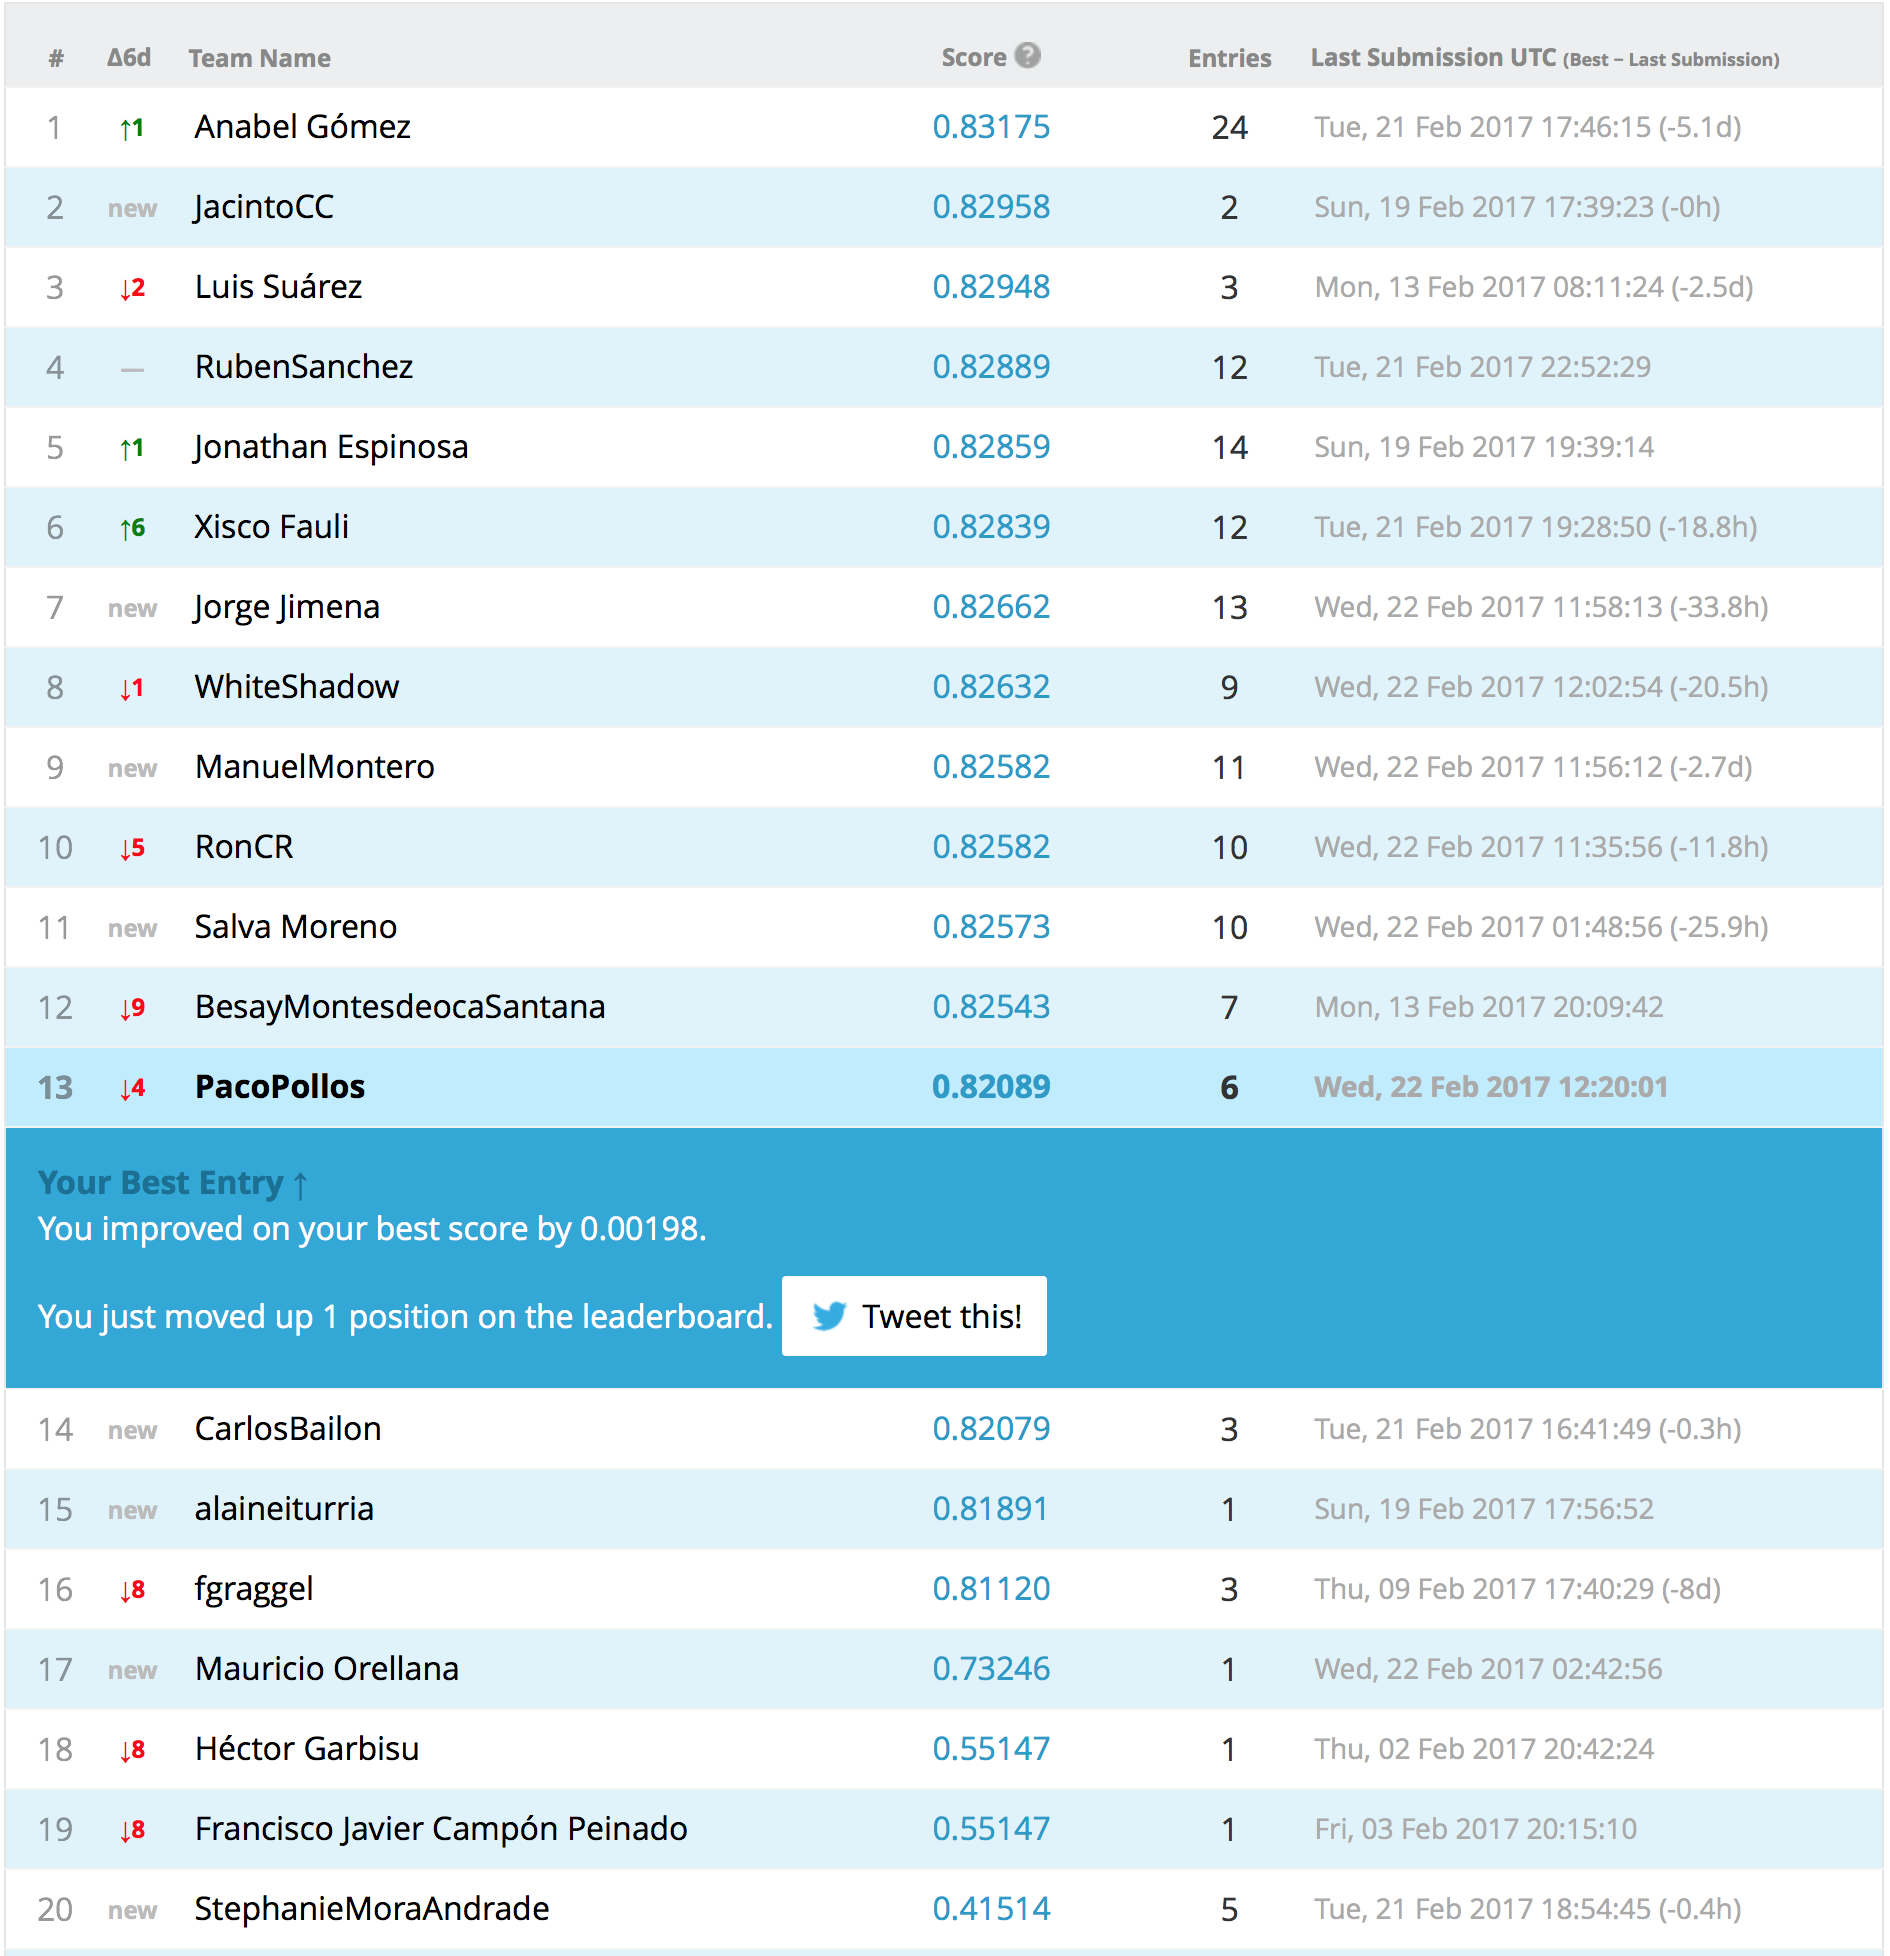 # Δ6d Team Name Score ? Entries Last Submission UTC (Best – Last Submission)
1 ↑1 Anabel Gómez 0.83175 24 Tue, 21 Feb 2017 17:46:15 (-5.1d)
2 new JacintoCC 0.82958 2 Sun, 19 Feb 2017 17:39:23 (-0h)
3 ↓2 Luis Suárez 0.82948 3 Mon, 13 Feb 2017 08:11:24 (-2.5d)
4 — RubenSanchez 0.82889 12 Tue, 21 Feb 2017 22:52:29
5 ↑1 Jonathan Espinosa 0.82859 14 Sun, 19 Feb 2017 19:39:14
6 ↑6 Xisco Fauli 0.82839 12 Tue, 21 Feb 2017 19:28:50 (-18.8h)
7 new Jorge Jimena 0.82662 13 Wed, 22 Feb 2017 11:58:13 (-33.8h)
8 ↓1 WhiteShadow 0.82632 9 Wed, 22 Feb 2017 12:02:54 (-20.5h)
9 new ManuelMontero 0.82582 11 Wed, 22 Feb 2017 11:56:12 (-2.7d)
10 ↓5 RonCR 0.82582 10 Wed, 22 Feb 2017 11:35:56 (-11.8h)
11 new Salva Moreno 0.82573 10 Wed, 22 Feb 2017 01:48:56 (-25.9h)
12 ↓9 BesayMontesdeocaSantana 0.82543 7 Mon, 13 Feb 2017 20:09:42
13 ↓4 PacoPollos 0.82089 6 Wed, 22 Feb 2017 12:20:01
Your Best Entry ↑
You improved on your best score by 0.00198.
You just moved up 1 position on the leaderboard. Tweet this!
14 new CarlosBailon 0.82079 3 Tue, 21 Feb 2017 16:41:49 (-0.3h)
15 new alaineiturria 0.81891 1 Sun, 19 Feb 2017 17:56:52
16 ↓8 fgraggel 0.81120 3 Thu, 09 Feb 2017 17:40:29 (-8d)
17 new Mauricio Orellana 0.73246 1 Wed, 22 Feb 2017 02:42:56
18 ↓8 Héctor Garbisu 0.55147 1 Thu, 02 Feb 2017 20:42:24
19 ↓8 Francisco Javier Campón Peinado 0.55147 1 Fri, 03 Feb 2017 20:15:10
20 new StephanieMoraAndrade 0.41514 5 Tue, 21 Feb 2017 18:54:45 (-0.4h)